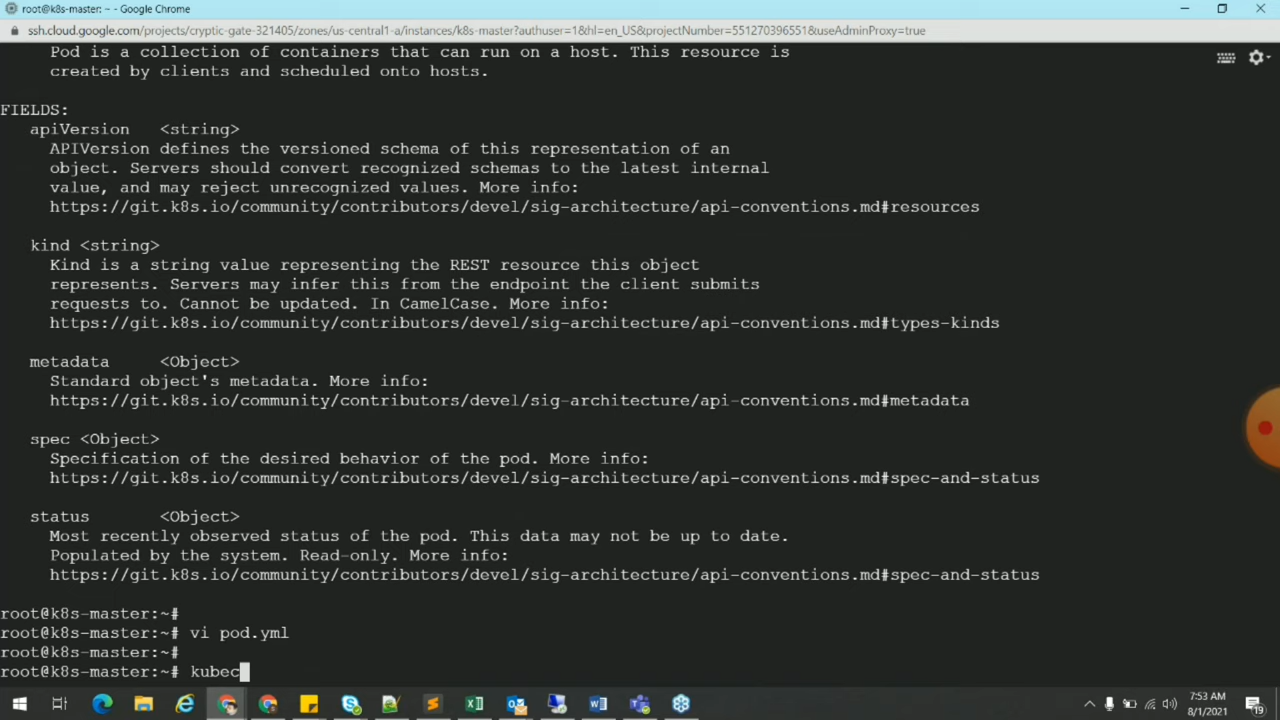 root@k8s-master: ~ - Google Chrome
ssh.cloud.google.com/projects/cryptic-gate-321405/zones/us-central1-a/instances/k8s-master?authuser=1&hl=en_US&projectNumber=551270396551&useAdminProxy=true
Pod is a collection of containers that can run on a host. This resource is
created by clients and scheduled onto hosts.
FIELDS:
apiVersion <string>
APIVersion defines the versioned schema of this representation of an
object. Servers should convert recognized schemas to the latest internal
value, and may reject unrecognized values. More info:
https://git.k8s.io/community/contributors/devel/sig-architecture/api-conventions.md#resources
kind <string>
Kind is a string value representing the REST resource this object
represents. Servers may infer this from the endpoint the client submits
requests to. Cannot be updated. In CamelCase. More info:
https://git.k8s.io/community/contributors/devel/sig-architecture/api-conventions.md#types-kinds
metadata <Object>
Standard object's metadata. More info:
https://git.k8s.io/community/contributors/devel/sig-architecture/api-conventions.md#metadata
spec <Object>
Specification of the desired behavior of the pod. More info:
https://git.k8s.io/community/contributors/devel/sig-architecture/api-conventions.md#spec-and-status
status <Object>
Most recently observed status of the pod. This data may not be up to date.
Populated by the system. Read-only. More info:
https://git.k8s.io/community/contributors/devel/sig-architecture/api-conventions.md#spec-and-status
root@k8s-master:~#
root@k8s-master:~# vi pod.yml
root@k8s-master:~#
root@k8s-master:~# kubec
7:53 AM
8/1/2021
19